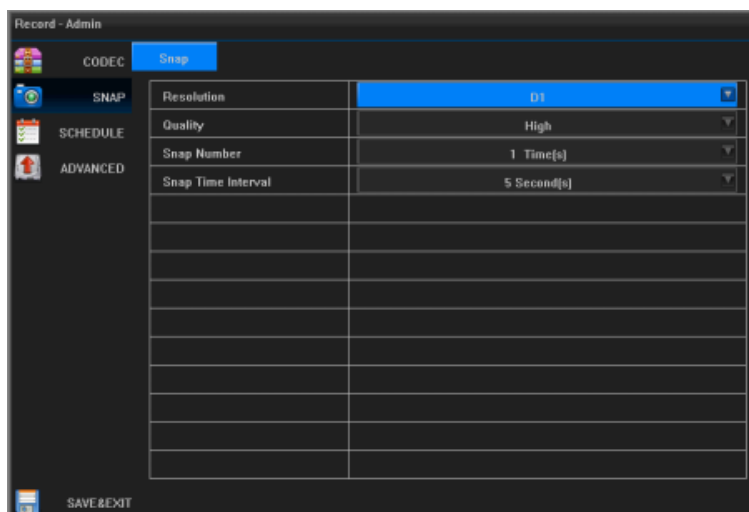 Record - Admin
CODEC
Snap
SNAP
Resolution
D1
SCHEDULE
Quality
High
Snap Number
1 Time[s]
ADVANCED
Snap Time Interval
5 Second[s]
SAVE&EXIT